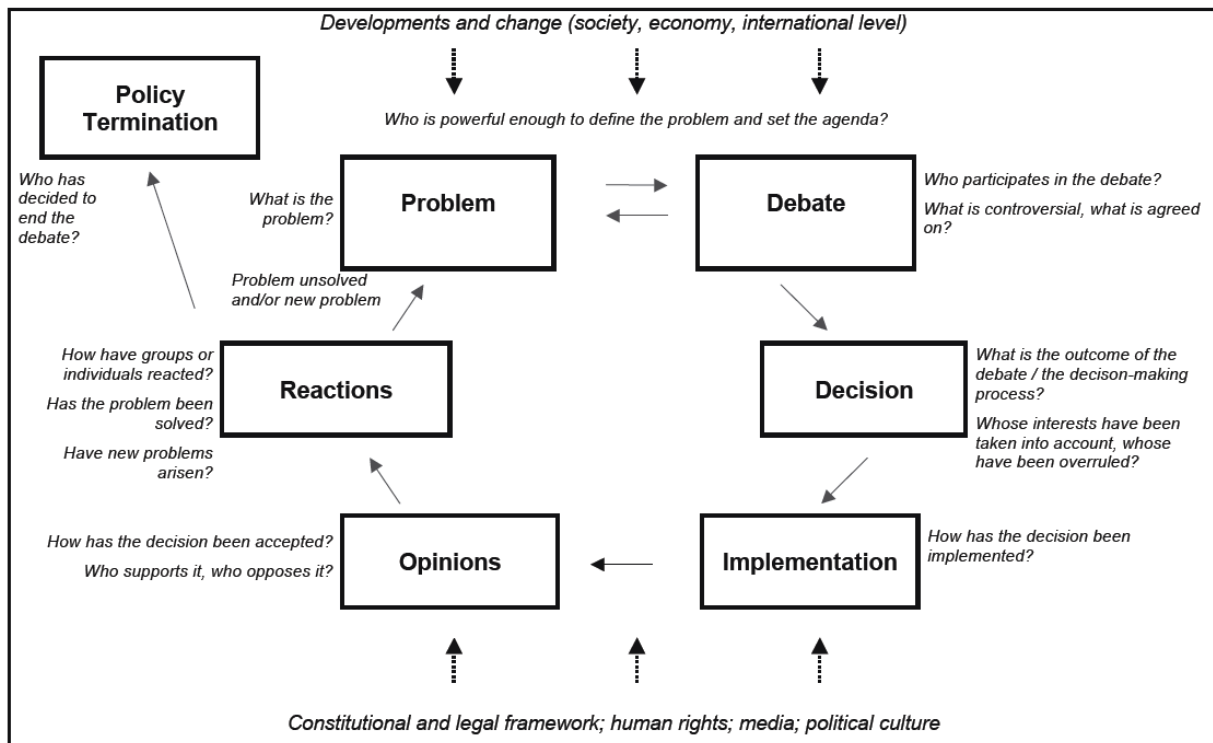 Developments and change (society, economy, international level)
Policy
Termination
Who is powerful enough to define the problem and set the agenda?
Who has
decided to
end the
debate?
What is the
problem?
Problem
Debate
Who participates in the debate?
What is controversial, what is agreed
on?
Problem unsolved
and/or new problem
How have groups or
individuals reacted?
Has the problem been
solved?
Have new problems
arisen?
Reactions
Decision
What is the outcome of the
debate / the decison-making
process?
Whose interests have been
taken into account, whose
have been overruled?
How has the decision been accepted?
Who supports it, who opposes it?
Opinions
Implementation
How has the decision been
implemented?
Constitutional and legal framework; human rights; media; political culture